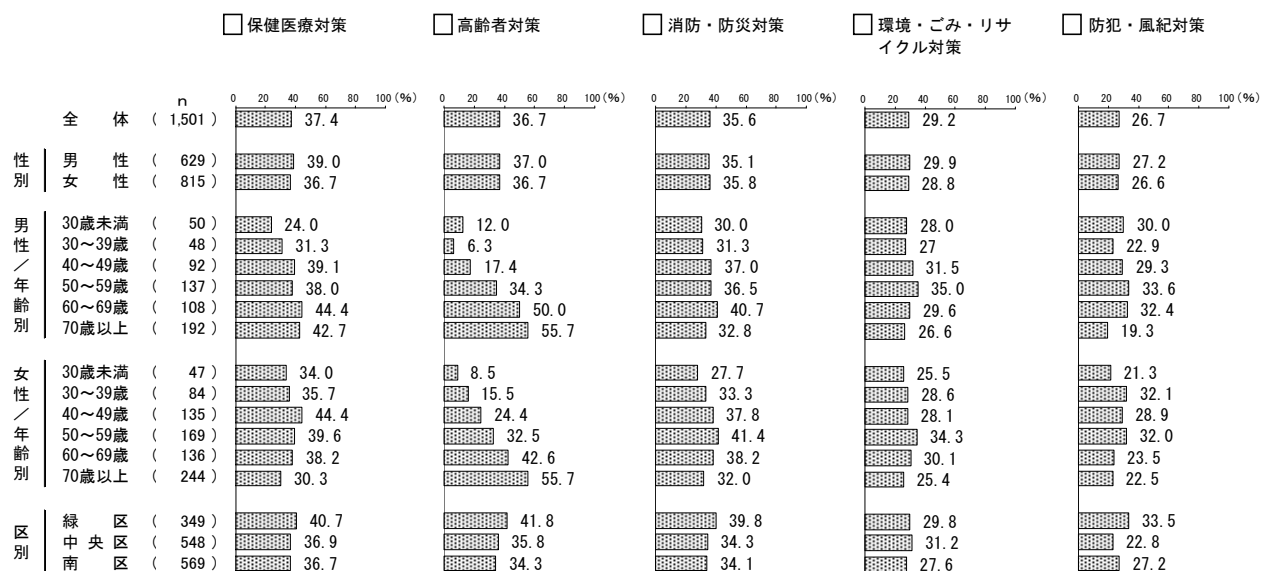 保健医療対策 高齢者対策 消防・防災対策 環境・ごみ・リサ 防犯・風紀対策
イクル対策
n 0 20 40 60 80 100(%) 0 20 40 60 80 100(%) 0 20 40 60 80 100(%) 0 20 40 60 80 100(%) 0 20 40 60 80 100(%)
全体 (1,501) 37.4 36.7 35.6 29.2 26.7
性別
男性 (629) 39.0 37.0 35.1 29.9 27.2
女性 (815) 36.7 36.7 35.8 28.8 26.6
男性/年齢別
30歳未満 (50) 24.0 12.0 30.0 28.0 30.0
30〜39歳 (48) 31.3 6.3 31.3 27 22.9
40〜49歳 (92) 39.1 17.4 37.0 31.5 29.3
50〜59歳 (137) 38.0 34.3 36.5 35.0 33.6
60〜69歳 (108) 44.4 50.0 40.7 29.6 32.4
70歳以上 (192) 42.7 55.7 32.8 26.6 19.3
女性/年齢別
30歳未満 (47) 34.0 8.5 27.7 25.5 21.3
30〜39歳 (84) 35.7 15.5 33.3 28.6 32.1
40〜49歳 (135) 44.4 24.4 37.8 28.1 28.9
50〜59歳 (169) 39.6 32.5 41.4 34.3 32.0
60〜69歳 (136) 38.2 42.6 38.2 30.1 23.5
70歳以上 (244) 30.3 55.7 32.0 25.4 22.5
区別
緑区 (349) 40.7 41.8 39.8 29.8 33.5
中央区 (548) 36.9 35.8 34.3 31.2 22.8
南区 (569) 36.7 34.3 34.1 27.6 27.2